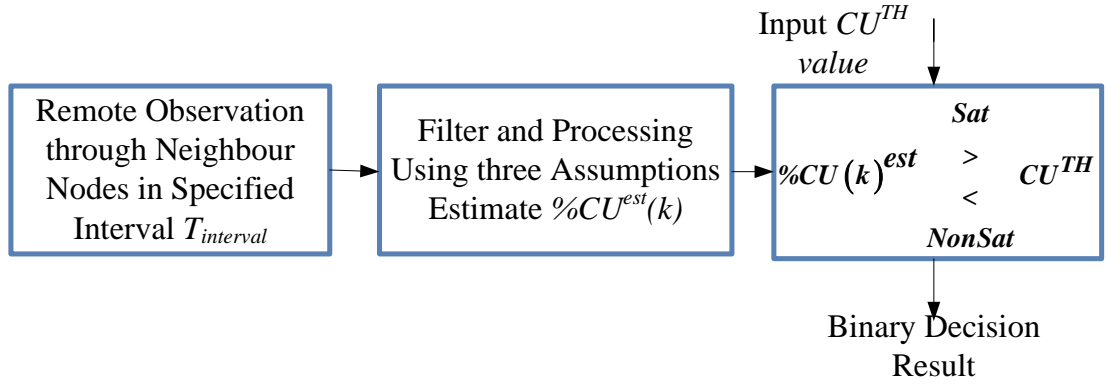 Input CU^TH
value
Remote Observation
through Neighbour
Nodes in Specified
Interval T_interval
Filter and Processing
Using three Assumptions
Estimate %CU^est(k)
Sat
%CU(k)^est > CU^TH
<
NonSat
Binary Decision
Result